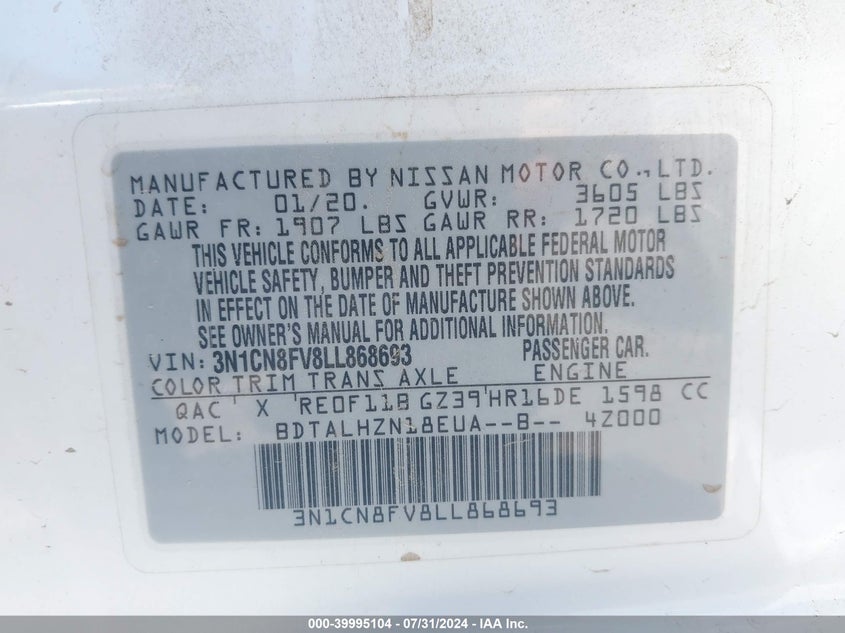 MANUFACTURED BY NISSAN MOTOR CO.,LTD.
DATE: 01/20. GVWR: 3605 LBS
GAWR FR: 1907 LBS GAWR RR: 1720 LBS
THIS VEHICLE CONFORMS TO ALL APPLICABLE FEDERAL MOTOR
VEHICLE SAFETY, BUMPER AND THEFT PREVENTION STANDARDS
IN EFFECT ON THE DATE OF MANUFACTURE SHOWN ABOVE.
SEE OWNER'S MANUAL FOR ADDITIONAL INFORMATION.
VIN: 3N1CN8FV8LL868693 PASSENGER CAR.
COLOR TRIM TRANS AXLE ENGINE
QAC X RE0F11B GZ39 HR16DE 1598 CC
MODEL: BDTALHZN18EUA--B-- 4Z000
3N1CN8FV8LL868693
000-39995104 / 07/31/2024 - IAA Inc.